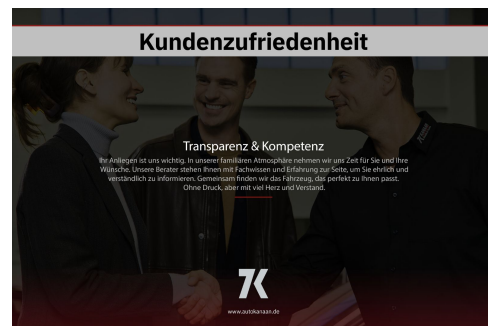 Kundenzufriedenheit
Transparenz & Kompetenz
Ihr Anliegen ist uns wichtig. In unserer familiären Atmosphäre nehmen wir uns Zeit für Sie und Ihre
Wünsche. Unsere Berater stehen Ihnen mit Fachwissen und Erfahrung zur Seite, um Sie ehrlich und
verständlich zu informieren. Gemeinsam finden wir das Fahrzeug, das perfekt zu Ihnen passt.
Ohne Druck, aber mit viel Herz und Verstand.
7K
www.autokanaan.de